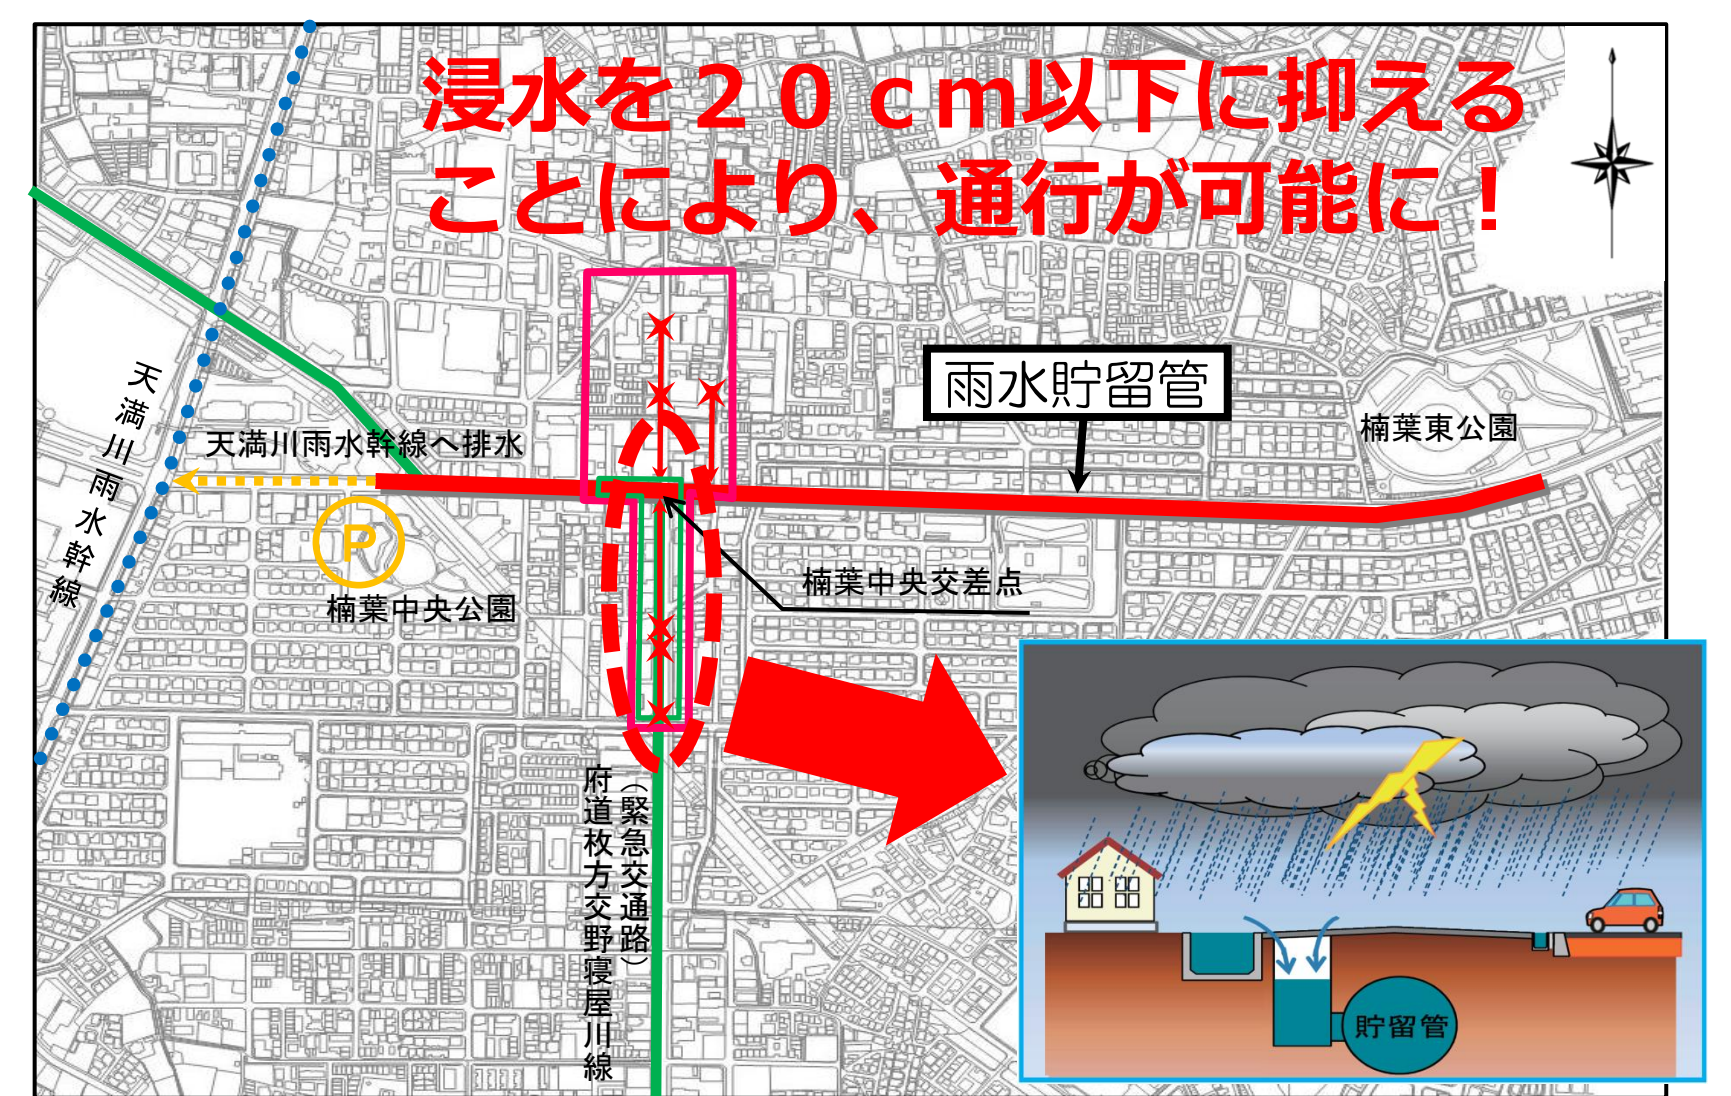 浸水を２０ｃｍ以下に抑える
ことにより、通行が可能に！
雨水貯留管
楠葉東公園
天満川雨水幹線
天満川雨水幹線へ排水
P
楠葉中央公園
楠葉中央交差点
（緊急交通路）
府道枚方交野寝屋川線
貯留管